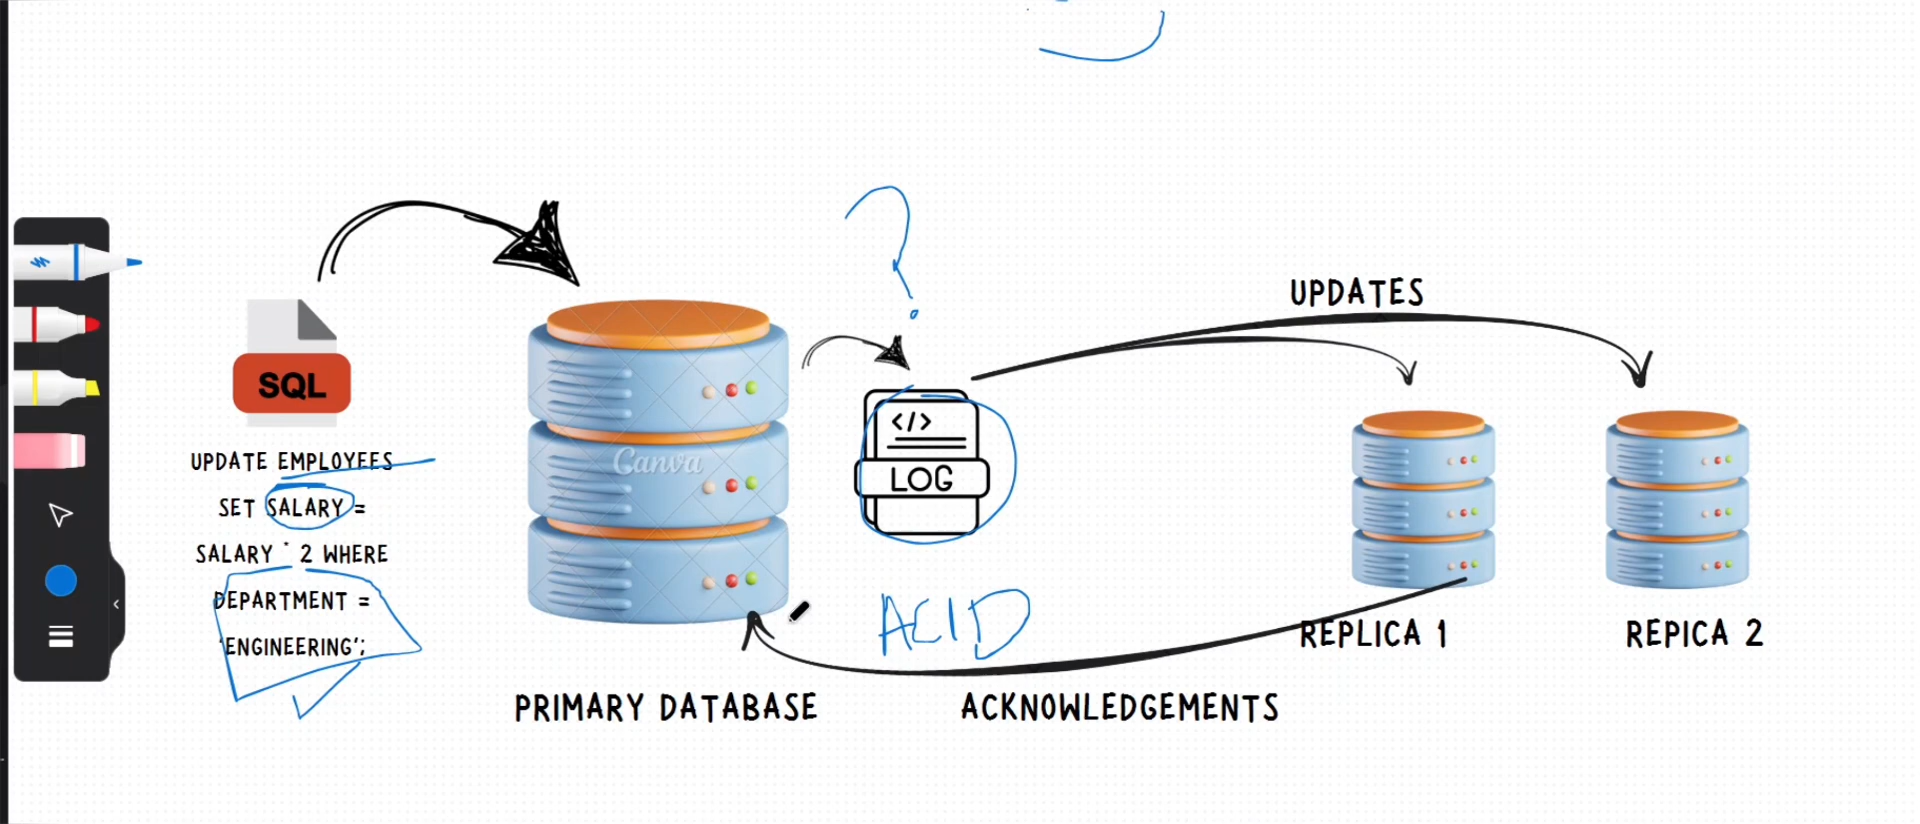 SQL
UPDATE EMPLOYEES
SET SALARY =
SALARY * 2 WHERE
DEPARTMENT =
'ENGINEERING';
Canva
PRIMARY DATABASE
?
</>
LOG
ACID
UPDATES
REPLICA 1
REPICA 2
ACKNOWLEDGEMENTS